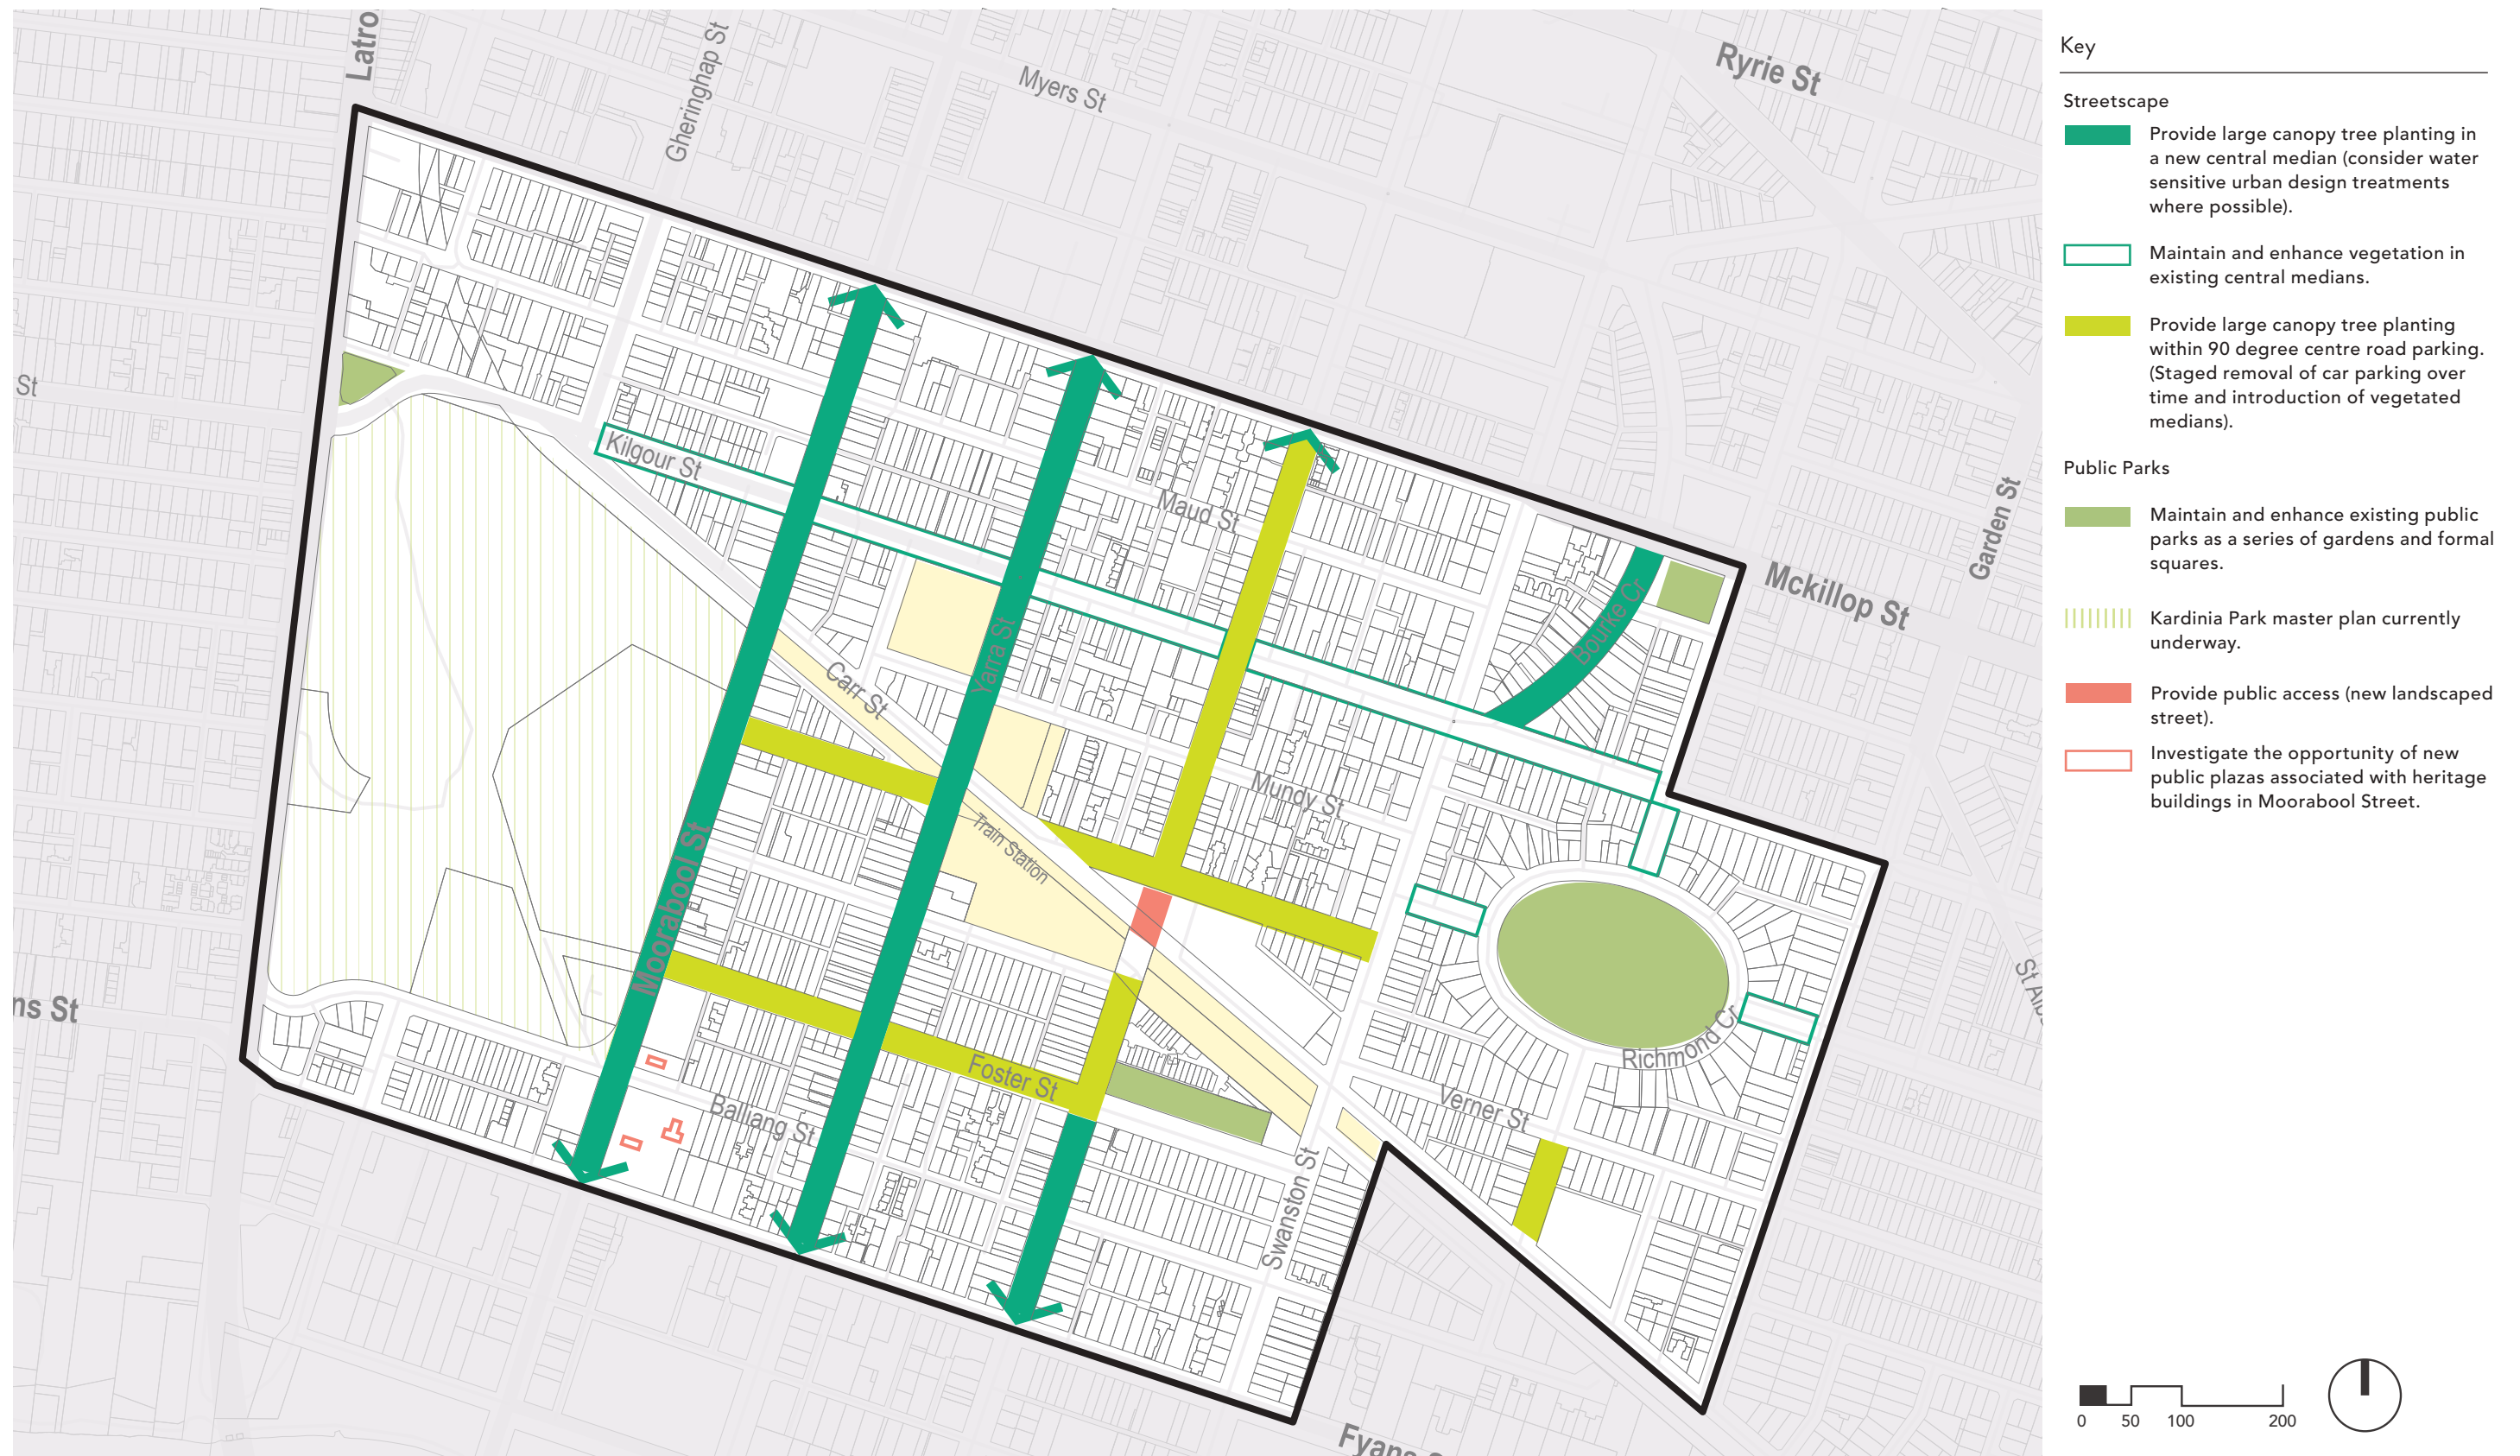 Latro
Gheringhap St
Myers St
Ryrie St
St
Kilgour St
Maud St
Garden St
Mckillop St
Bourke Cr
Yarra St
Carr St
Mundy St
Train Station
Moorabool St
ns St
St Alb
Richmond Cr
Foster St
Balliang St
Verner St
Swanston St
Fyans S
Key
Streetscape
Provide large canopy tree planting in
a new central median (consider water
sensitive urban design treatments
where possible).
Maintain and enhance vegetation in
existing central medians.
Provide large canopy tree planting
within 90 degree centre road parking.
(Staged removal of car parking over
time and introduction of vegetated
medians).
Public Parks
Maintain and enhance existing public
parks as a series of gardens and formal
squares.
Kardinia Park master plan currently
underway.
Provide public access (new landscaped
street).
Investigate the opportunity of new
public plazas associated with heritage
buildings in Moorabool Street.
0 50 100 200